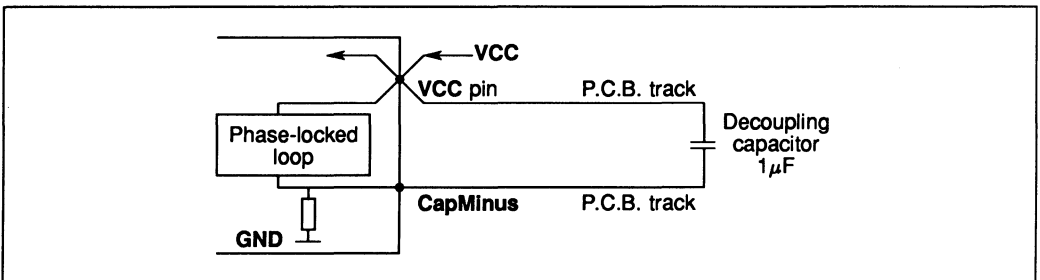 VCC
VCC pin
P.C.B. track
Phase-locked
loop
Decoupling
capacitor
1µF
CapMinus
P.C.B. track
GND